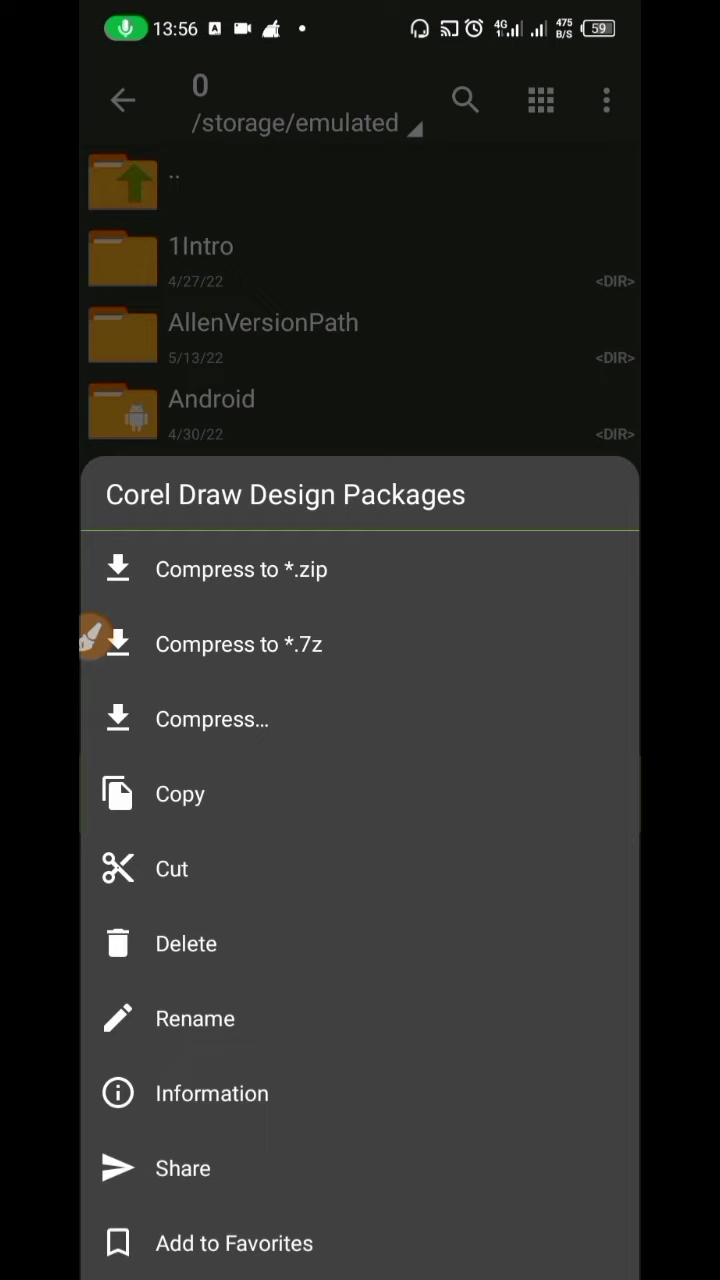 13:56 A 4G 475 B/S 59
0
/storage/emulated
..
1Intro
4/27/22 <DIR>
AllenVersionPath
5/13/22 <DIR>
Android
4/30/22 <DIR>
Corel Draw Design Packages
Compress to *.zip
Compress to *.7z
Compress...
Copy
Cut
Delete
Rename
Information
Share
Add to Favorites